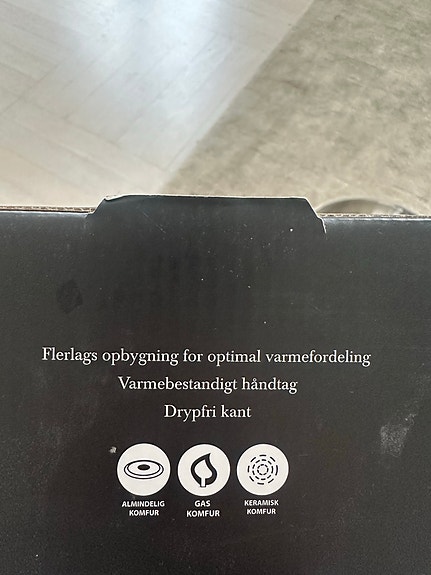 Flerlags opbygning for optimal varmefordeling
Varmebestandigt håndtag
Drypfri kant
ALMINDELIG
KOMFUR
GAS
KOMFUR
KERAMISK
KOMFUR